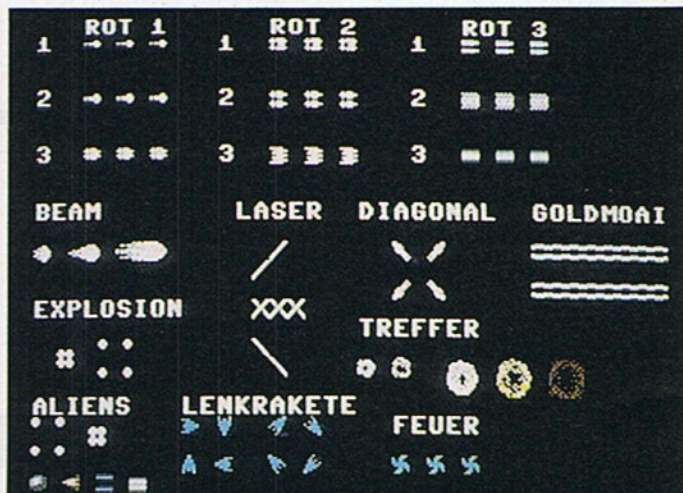 ROT 1 ROT 2 ROT 3
1 1 1
2 2 2
3 3 3
BEAM LASER DIAGONAL GOLDMOAI
EXPLOSION
TREFFER
ALIENS LENKRAKETE
FEUER